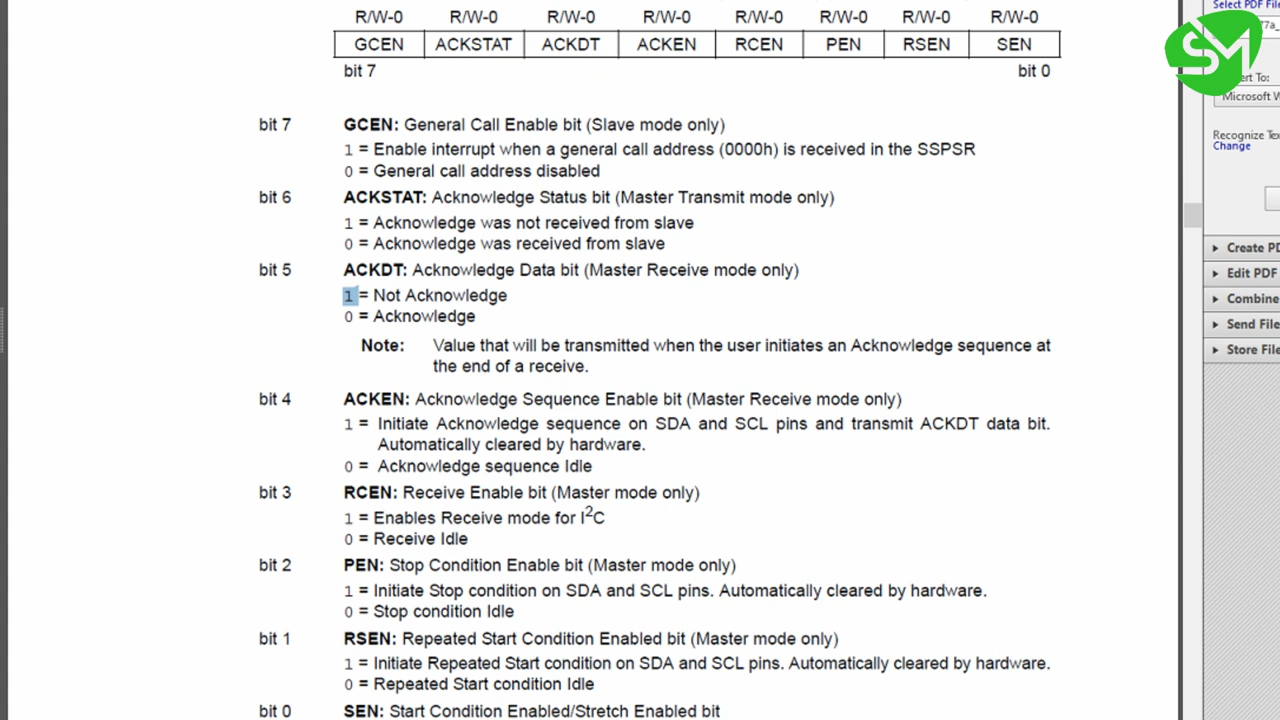 R/W-0 R/W-0 R/W-0 R/W-0 R/W-0 R/W-0 R/W-0 R/W-0
GCEN ACKSTAT ACKDT ACKEN RCEN PEN RSEN SEN
bit 7 bit 0
bit 7 GCEN: General Call Enable bit (Slave mode only)
1 = Enable interrupt when a general call address (0000h) is received in the SSPSR
0 = General call address disabled
bit 6 ACKSTAT: Acknowledge Status bit (Master Transmit mode only)
1 = Acknowledge was not received from slave
0 = Acknowledge was received from slave
bit 5 ACKDT: Acknowledge Data bit (Master Receive mode only)
1 = Not Acknowledge
0 = Acknowledge
Note: Value that will be transmitted when the user initiates an Acknowledge sequence at
the end of a receive.
bit 4 ACKEN: Acknowledge Sequence Enable bit (Master Receive mode only)
1 = Initiate Acknowledge sequence on SDA and SCL pins and transmit ACKDT data bit.
Automatically cleared by hardware.
0 = Acknowledge sequence Idle
bit 3 RCEN: Receive Enable bit (Master mode only)
1 = Enables Receive mode for I2C
0 = Receive Idle
bit 2 PEN: Stop Condition Enable bit (Master mode only)
1 = Initiate Stop condition on SDA and SCL pins. Automatically cleared by hardware.
0 = Stop condition Idle
bit 1 RSEN: Repeated Start Condition Enabled bit (Master mode only)
1 = Initiate Repeated Start condition on SDA and SCL pins. Automatically cleared by hardware.
0 = Repeated Start condition Idle
bit 0 SEN: Start Condition Enabled/Stretch Enabled bit
Select PDF File
77a_
SM
ert To:
Microsoft W
Recognize Tex
Change
Create PD
Edit PDF
Combine
Send File
Store File